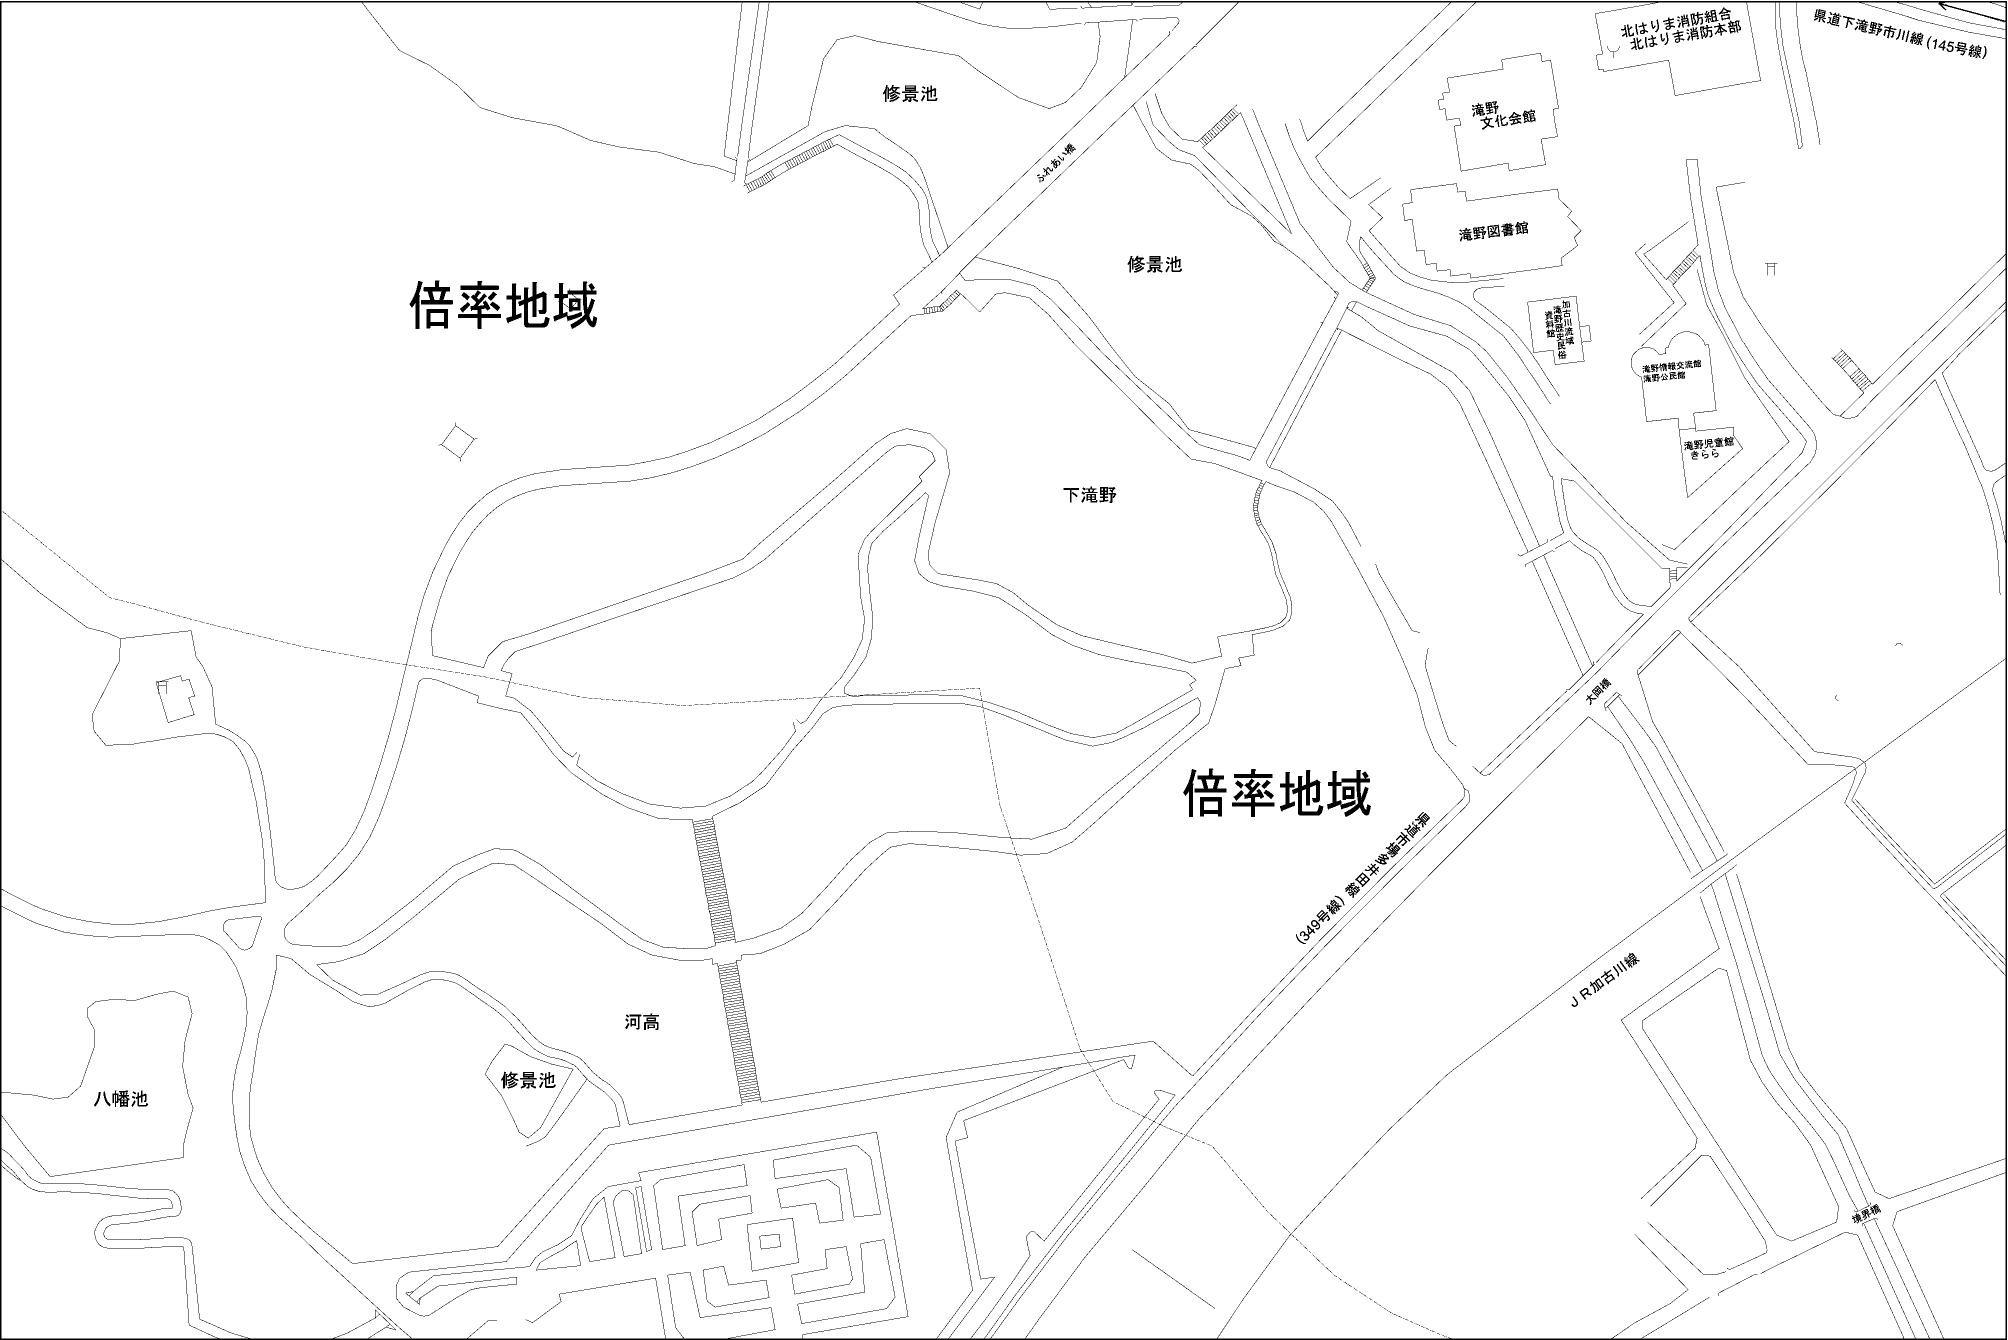 北はりま消防組合
北はりま消防本部
県道下滝野市川線(145号線)
修景池
滝野
文化会館
ふれあい橋
滝野図書館
修景池
倍率地域
加古川流域
滝野歴史民俗
資料館
滝野情報交流館
滝野公民館
滝野児童館
きらら
下滝野
大岡橋
倍率地域
県道市場多井田線
(349号線)
JR加古川線
河高
修景池
八幡池
境界橋